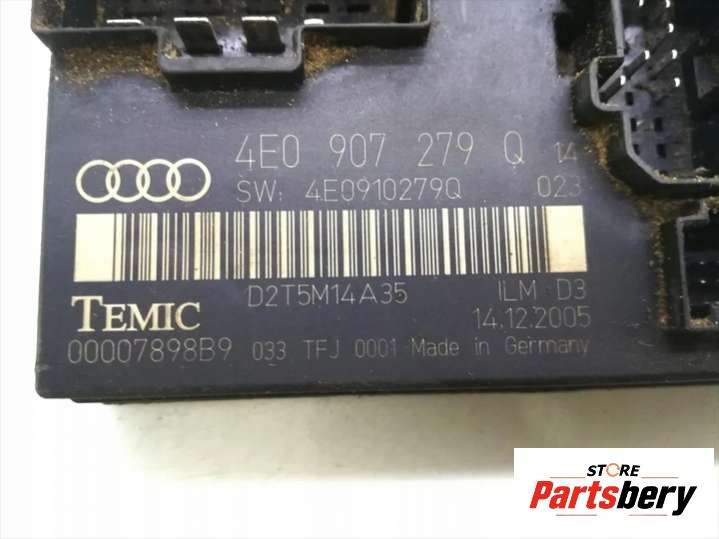 4E0 907 279 Q 14
SW: 4E0910279Q 023
D2T5M14A35 ILM D3
TEMIC 14.12.2005
00007898B9 033 TFJ 0001 Made in Germany
STORE
Partsbery